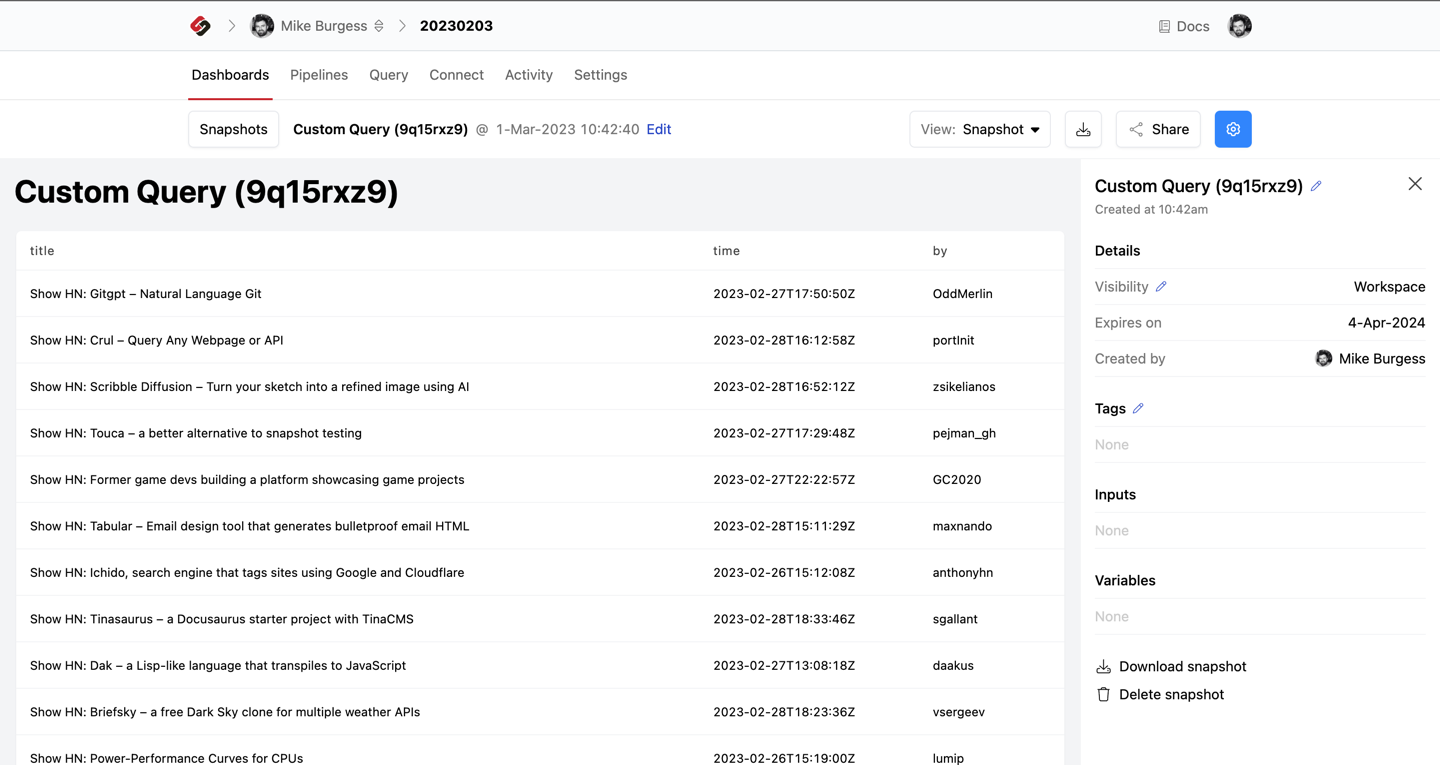 Mike Burgess 20230203 Docs
Dashboards Pipelines Query Connect Activity Settings
Snapshots Custom Query (9q15rxz9) @ 1-Mar-2023 10:42:40 Edit View: Snapshot Share
Custom Query (9q15rxz9)
title time by
Show HN: Gitgpt – Natural Language Git 2023-02-27T17:50:50Z OddMerlin
Show HN: Crul – Query Any Webpage or API 2023-02-28T16:12:58Z portInit
Show HN: Scribble Diffusion – Turn your sketch into a refined image using AI 2023-02-28T16:52:12Z zsikelianos
Show HN: Touca – a better alternative to snapshot testing 2023-02-27T17:29:48Z pejman_gh
Show HN: Former game devs building a platform showcasing game projects 2023-02-27T22:22:57Z GC2020
Show HN: Tabular – Email design tool that generates bulletproof email HTML 2023-02-28T15:11:29Z maxnando
Show HN: Ichido, search engine that tags sites using Google and Cloudflare 2023-02-26T15:12:08Z anthonyhn
Show HN: Tinasaurus – a Docusaurus starter project with TinaCMS 2023-02-28T18:33:46Z sgallant
Show HN: Dak – a Lisp-like language that transpiles to JavaScript 2023-02-27T13:08:18Z daakus
Show HN: Briefsky – a free Dark Sky clone for multiple weather APIs 2023-02-28T18:23:36Z vsergeev
Show HN: Power-Performance Curves for CPUs 2023-02-26T15:19:00Z lumip
Custom Query (9q15rxz9)
Created at 10:42am
Details
Visibility Workspace
Expires on 4-Apr-2024
Created by Mike Burgess
Tags
None
Inputs
None
Variables
None
Download snapshot
Delete snapshot